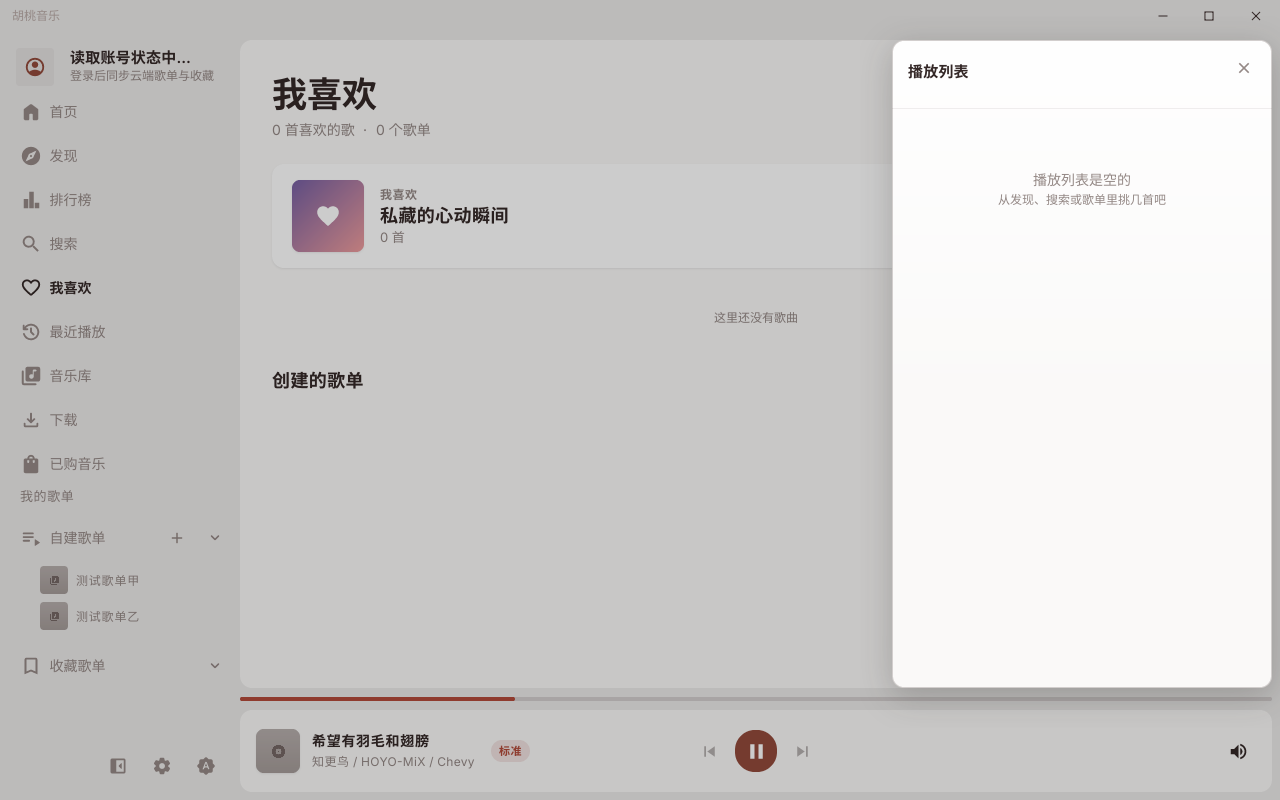 胡桃音乐
读取账号状态中...
登录后同步云端歌单与收藏
首页
发现
排行榜
搜索
我喜欢
最近播放
音乐库
下载
已购音乐
我的歌单
自建歌单
测试歌单甲
测试歌单乙
收藏歌单
我喜欢
0 首喜欢的歌 · 0 个歌单
我喜欢
私藏的心动瞬间
0 首
这里还没有歌曲
创建的歌单
播放列表
播放列表是空的
从发现、搜索或歌单里挑几首吧
希望有羽毛和翅膀
知更鸟 / HOYO-MiX / Chevy
标准
A